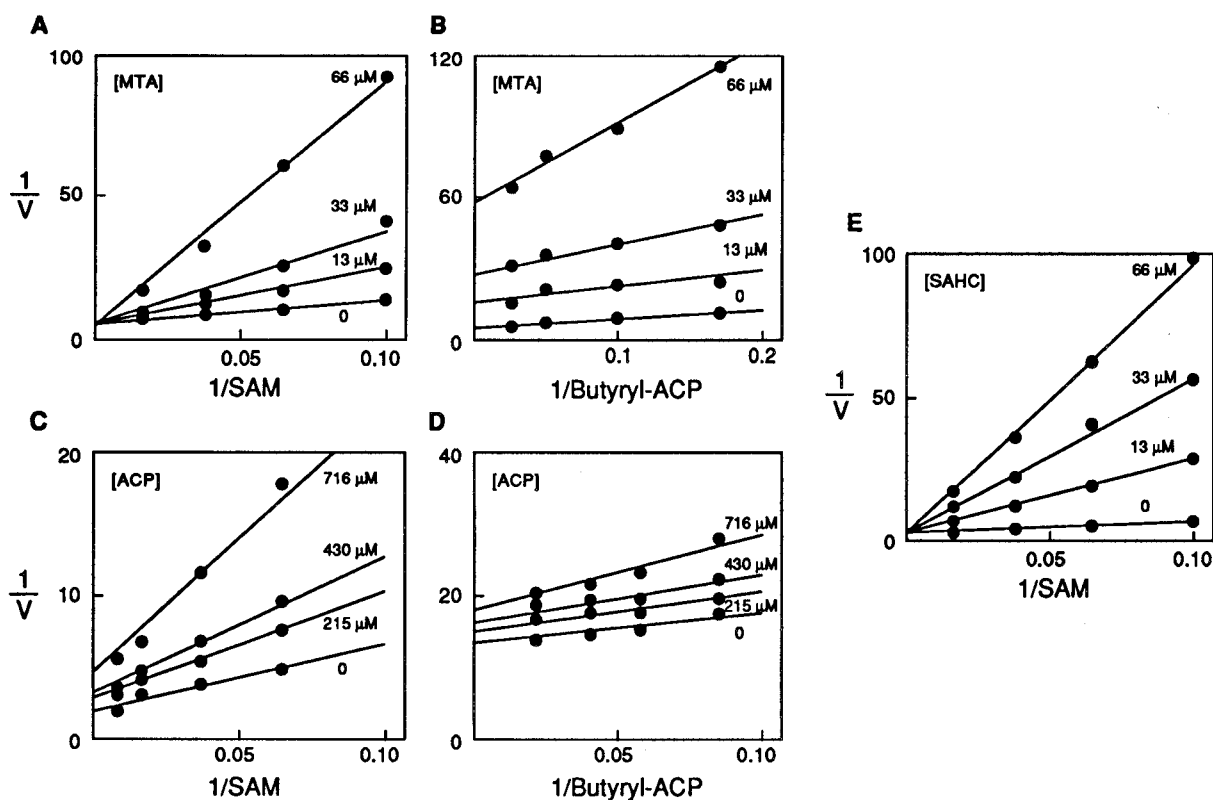 A
100
[MTA]
66 μM
33 μM
13 μM
0
50
0
0.05
0.10
1/V
1/SAM
B
120
[MTA]
66 μM
33 μM
13 μM
0
60
0
0.1
0.2
1/Butyryl-ACP
C
20
[ACP]
716 μM
430 μM
215 μM
0
10
0
0.05
0.10
1/V
1/SAM
D
40
[ACP]
716 μM
430 μM
215 μM
0
20
0
0.05
0.10
1/Butyryl-ACP
E
100
[SAHC]
66 μM
33 μM
13 μM
0
50
0
0.05
0.10
1/V
1/SAM